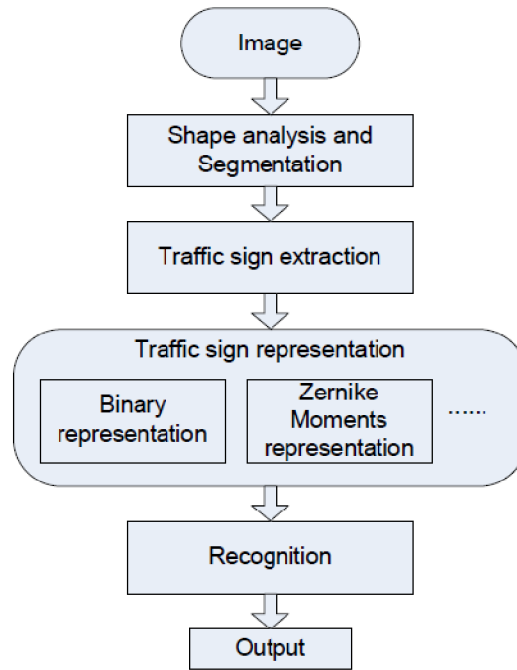 Image
Shape analysis and
Segmentation
Traffic sign extraction
Traffic sign representation
Binary
representation
Zernike
Moments
representation
......
Recognition
Output